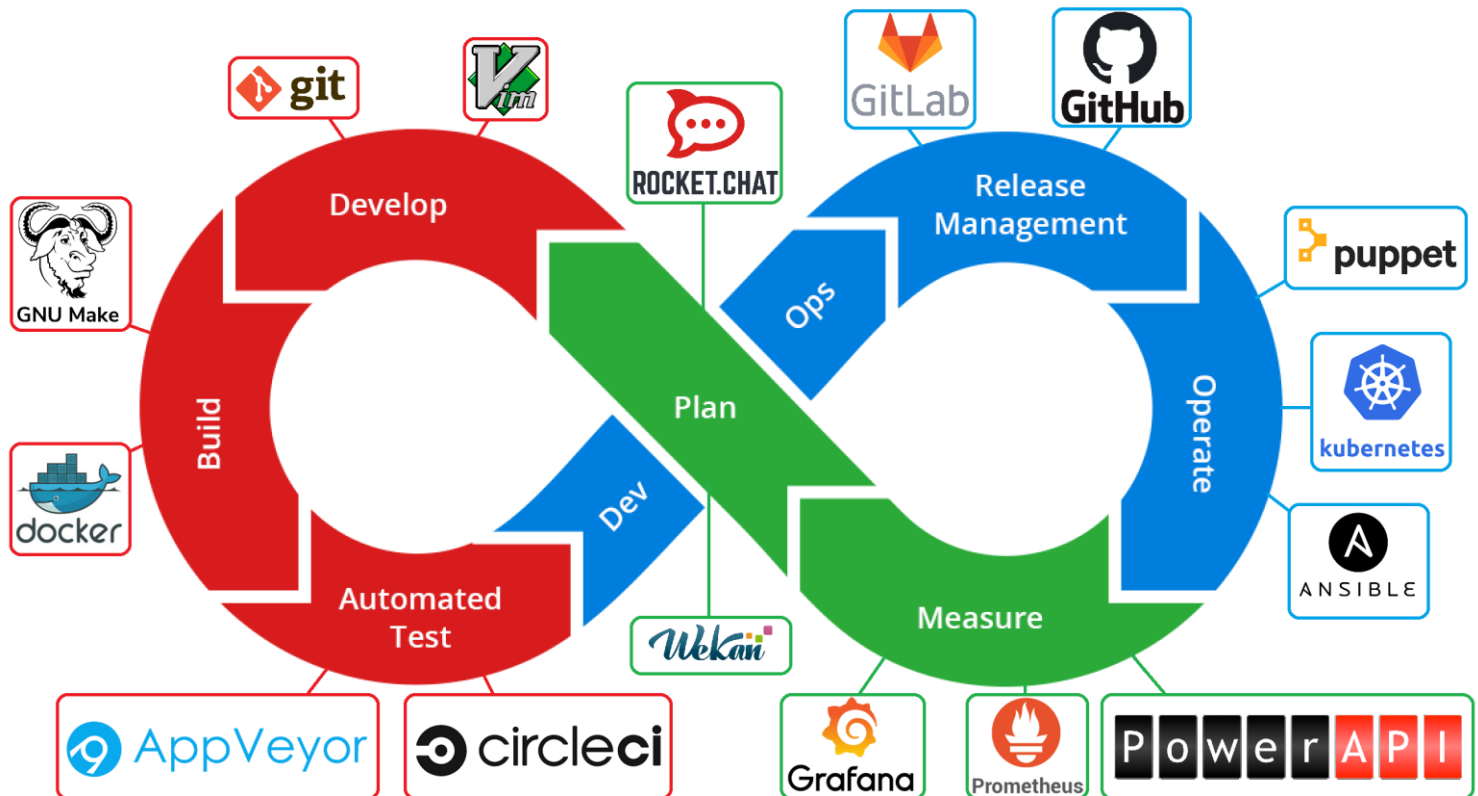 git
Vim
ROCKET.CHAT
GitLab
GitHub
Develop
Release
Management
GNU Make
puppet
Ops
Plan
Build
Operate
kubernetes
docker
Dev
ANSIBLE
Automated
Test
Measure
Wekan
AppVeyor
circleci
Grafana
Prometheus
PowerAPI